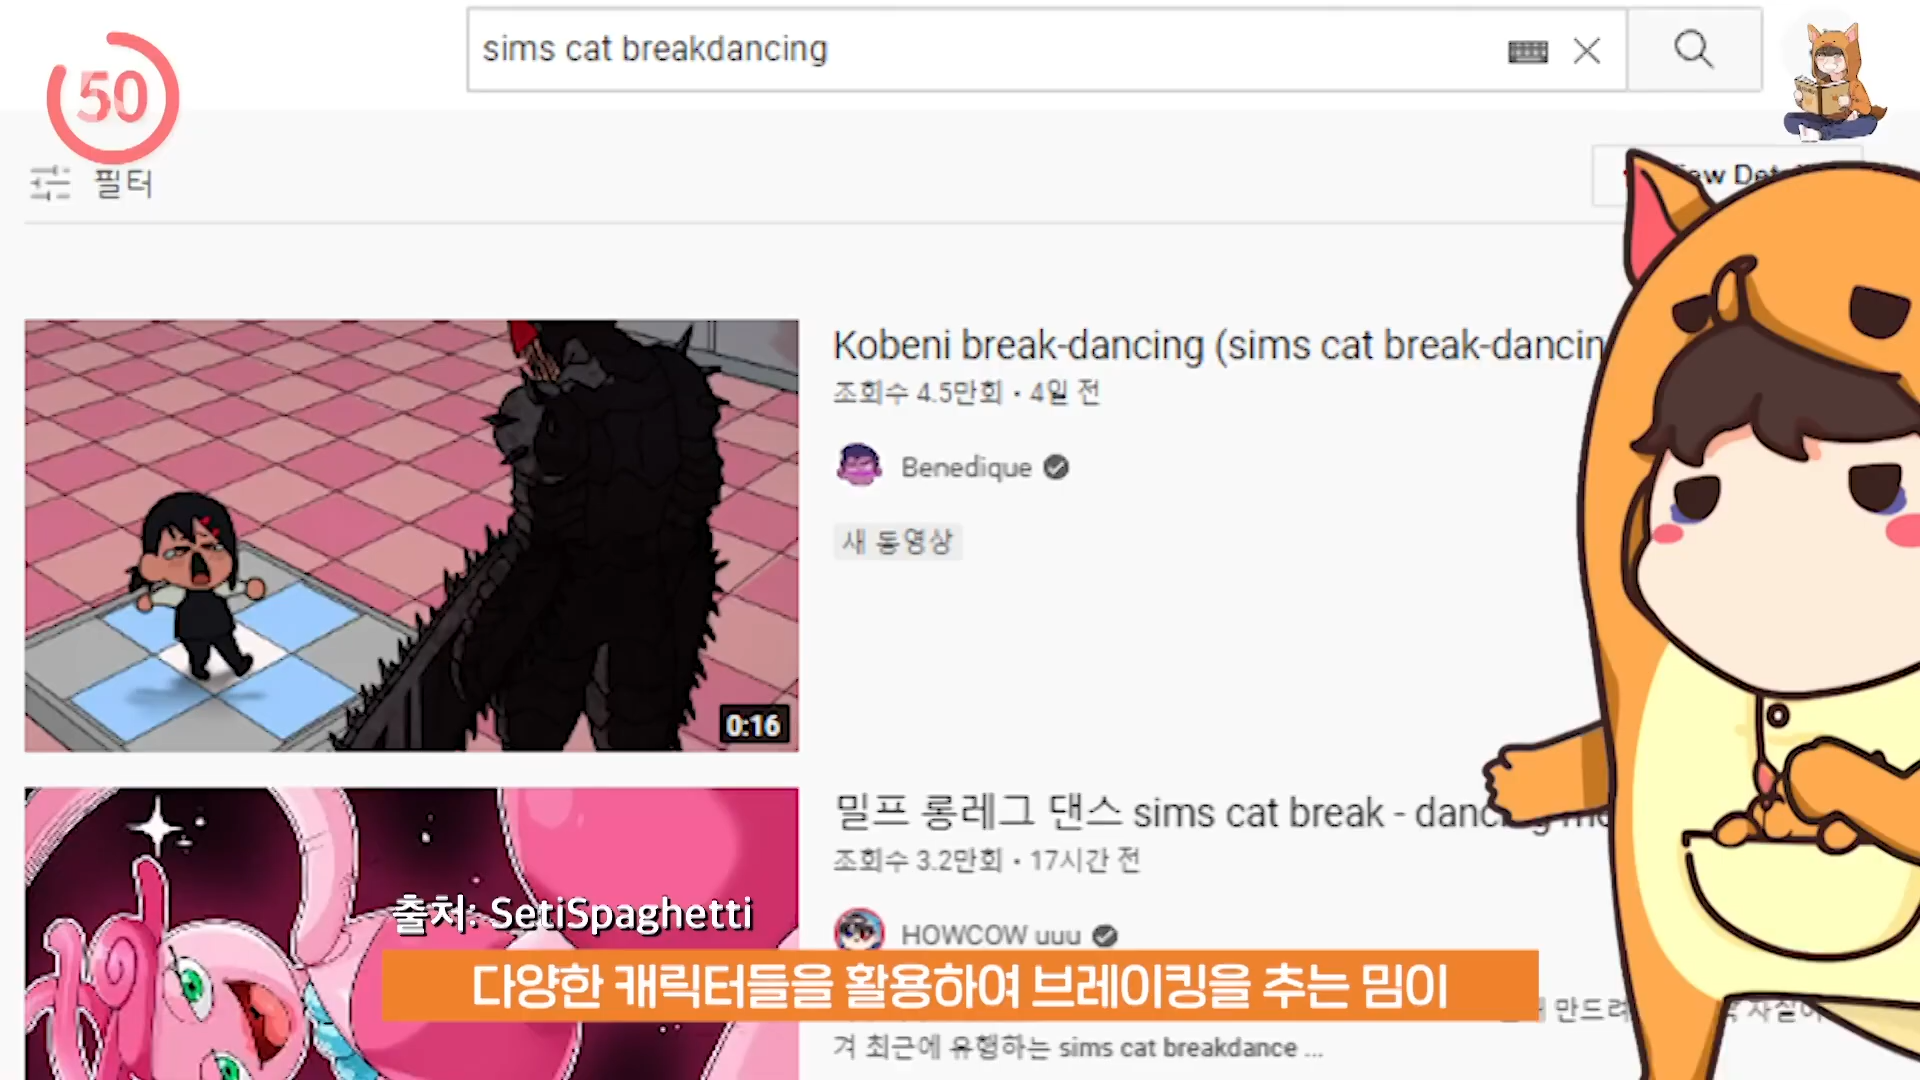 sims cat breakdancing
50
필터
Kobeni break-dancing (sims cat break-dancin
조회수 4.5만회 · 4일 전
Benedique
새 동영상
0:16
밀프 롱레그 댄스 sims cat break - dancing
조회수 3.2만회 · 17시간 전
출처: SetiSpaghetti
HOWCOW uuu
다양한 캐릭터들을 활용하여 브레이킹을 추는 밈이
만드려
겨 최근에 유행하는 sims cat breakdance ...